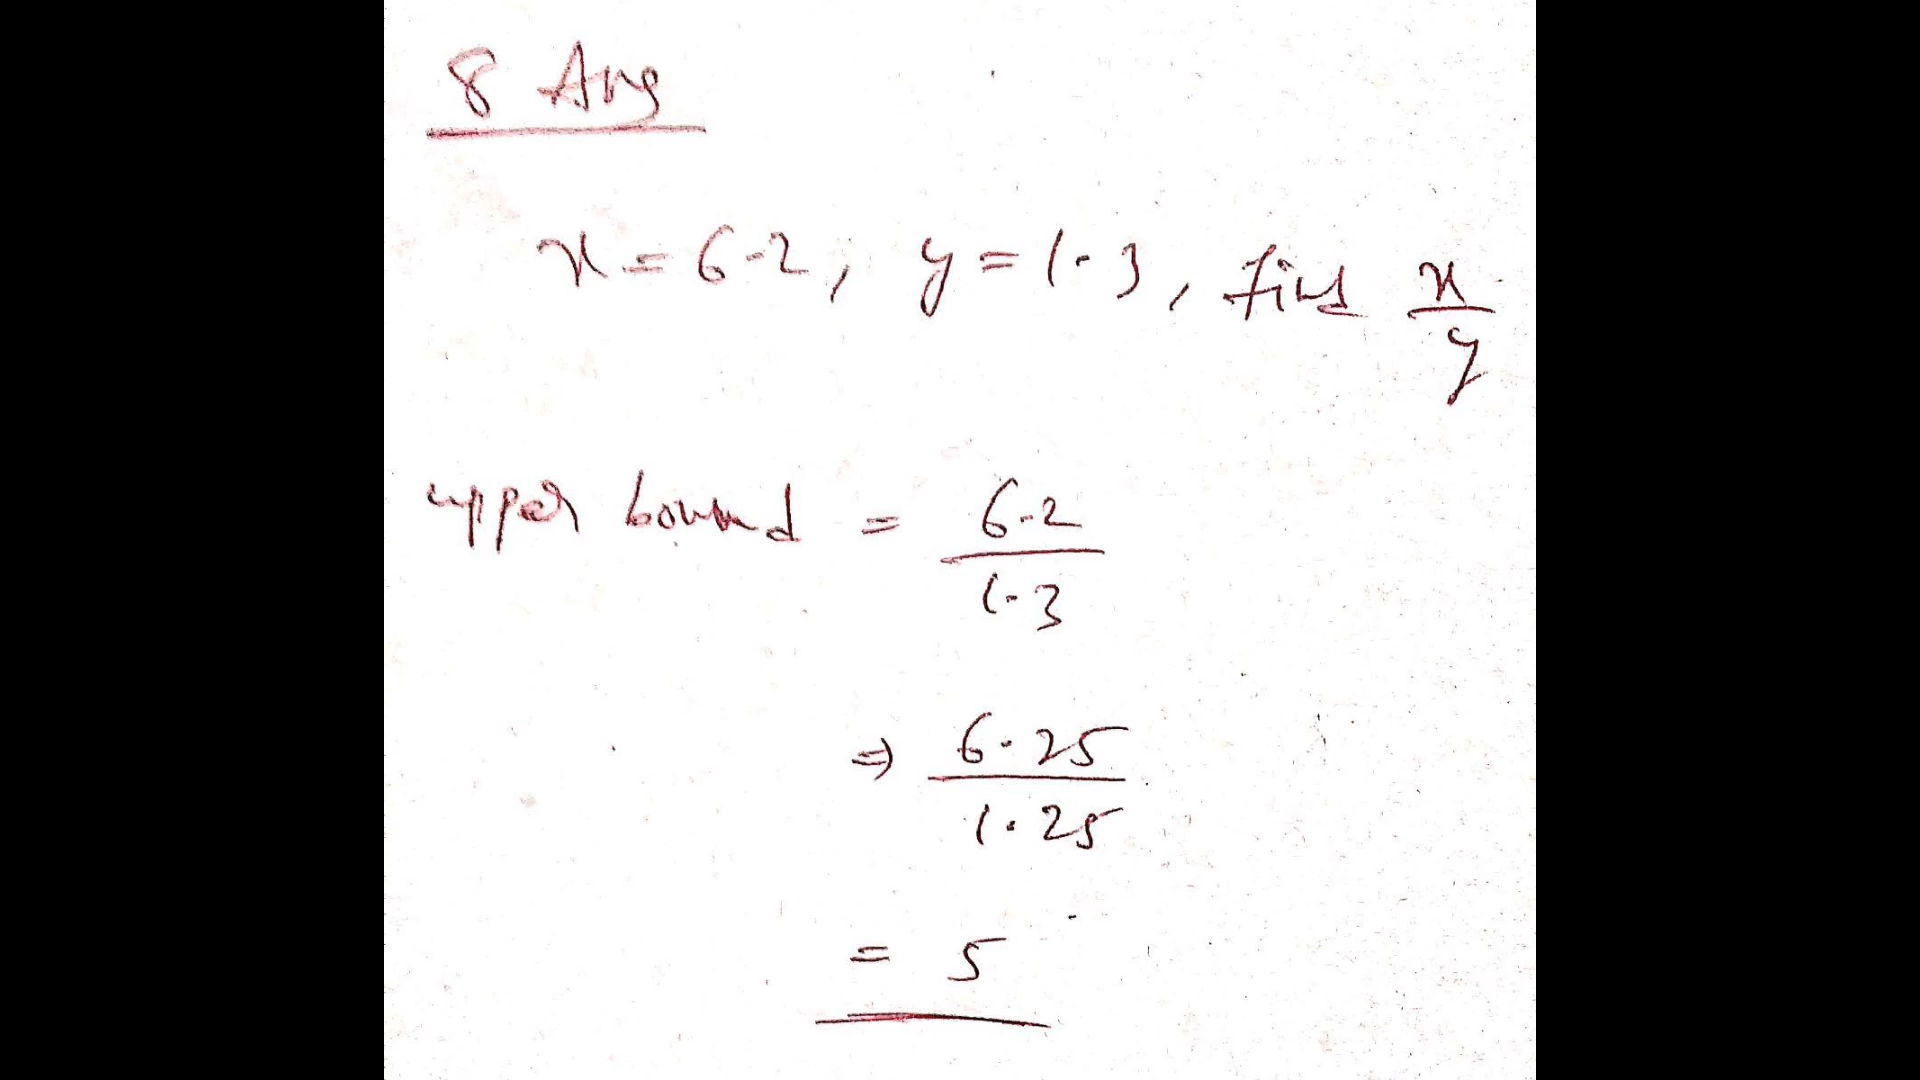 8 Ans
x = 6.2, y = 1.3, find x/y
upper bound = 6.2/1.3
⇒ 6.25/1.25
= 5